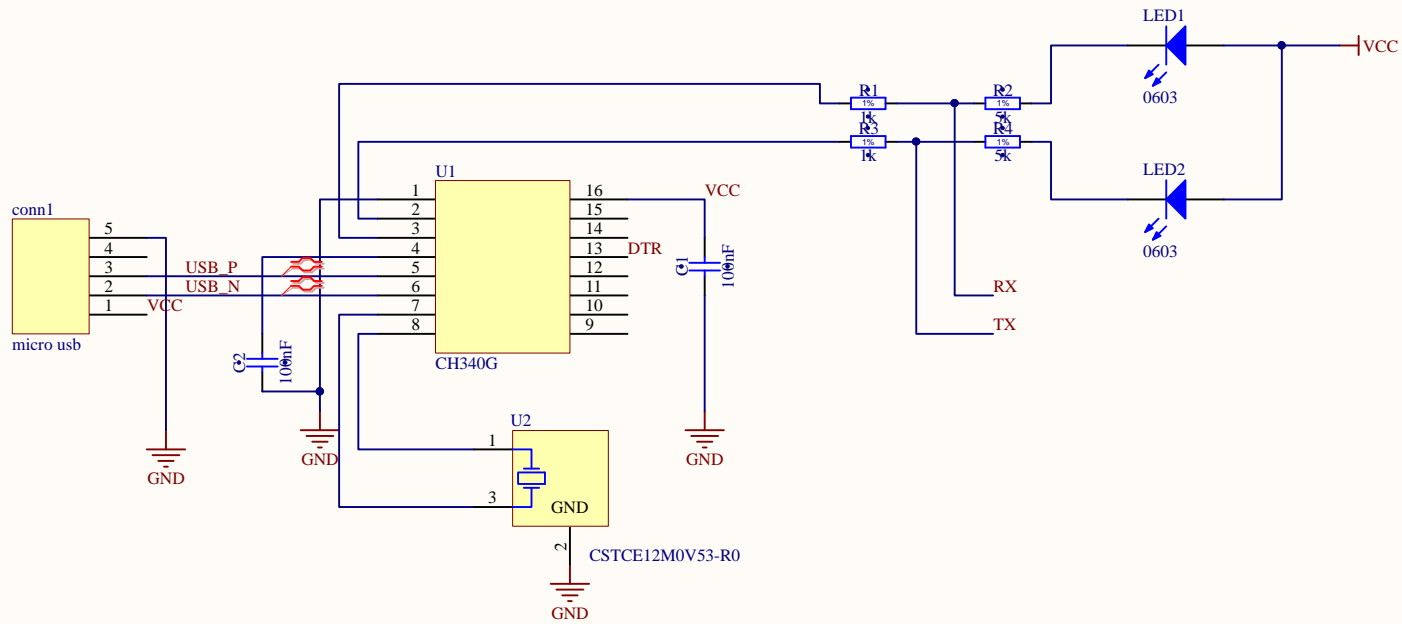 LED1
VCC
0603
R1
1%
1k
R2
1%
5k
R3
1%
1k
R4
1%
5k
LED2
0603
U1
1
2
3
4
5
6
7
8
16
15
14
13
12
11
10
9
VCC
DTR
CH340G
conn1
5
4
3
2
1
USB_P
USB_N
VCC
micro usb
C1
100nF
RX
TX
C2
100nF
GND
GND
GND
U2
1
3
GND
2
CSTCE12M0V53-R0
GND